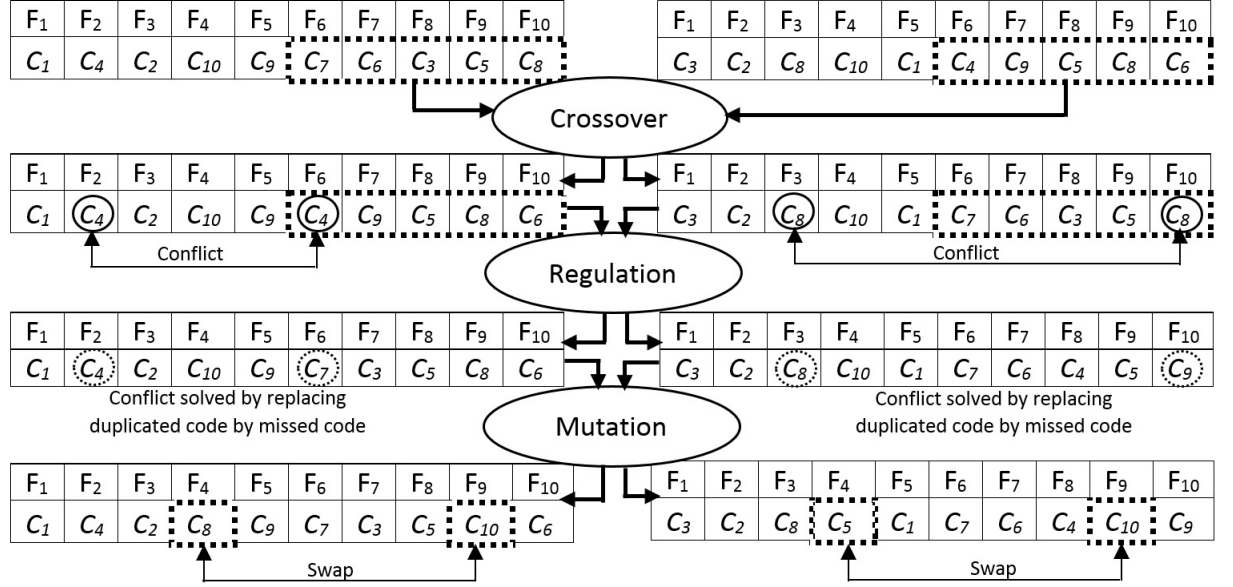 F1 F2 F3 F4 F5 F6 F7 F8 F9 F10
C1 C4 C2 C10 C9 C7 C6 C3 C5 C8
F1 F2 F3 F4 F5 F6 F7 F8 F9 F10
C3 C2 C8 C10 C1 C4 C9 C5 C8 C6
Crossover
F1 F2 F3 F4 F5 F6 F7 F8 F9 F10
C1 C4 C2 C10 C9 C4 C9 C5 C8 C6
Conflict
F1 F2 F3 F4 F5 F6 F7 F8 F9 F10
C3 C2 C8 C10 C1 C7 C6 C3 C5 C8
Conflict
Regulation
F1 F2 F3 F4 F5 F6 F7 F8 F9 F10
C1 C4 C2 C10 C9 C7 C3 C5 C8 C6
Conflict solved by replacing
duplicated code by missed code
F1 F2 F3 F4 F5 F6 F7 F8 F9 F10
C3 C2 C8 C10 C1 C7 C6 C4 C5 C9
Conflict solved by replacing
duplicated code by missed code
Mutation
F1 F2 F3 F4 F5 F6 F7 F8 F9 F10
C1 C4 C2 C8 C9 C7 C3 C5 C10 C6
Swap
F1 F2 F3 F4 F5 F6 F7 F8 F9 F10
C3 C2 C8 C5 C1 C7 C6 C4 C10 C9
Swap